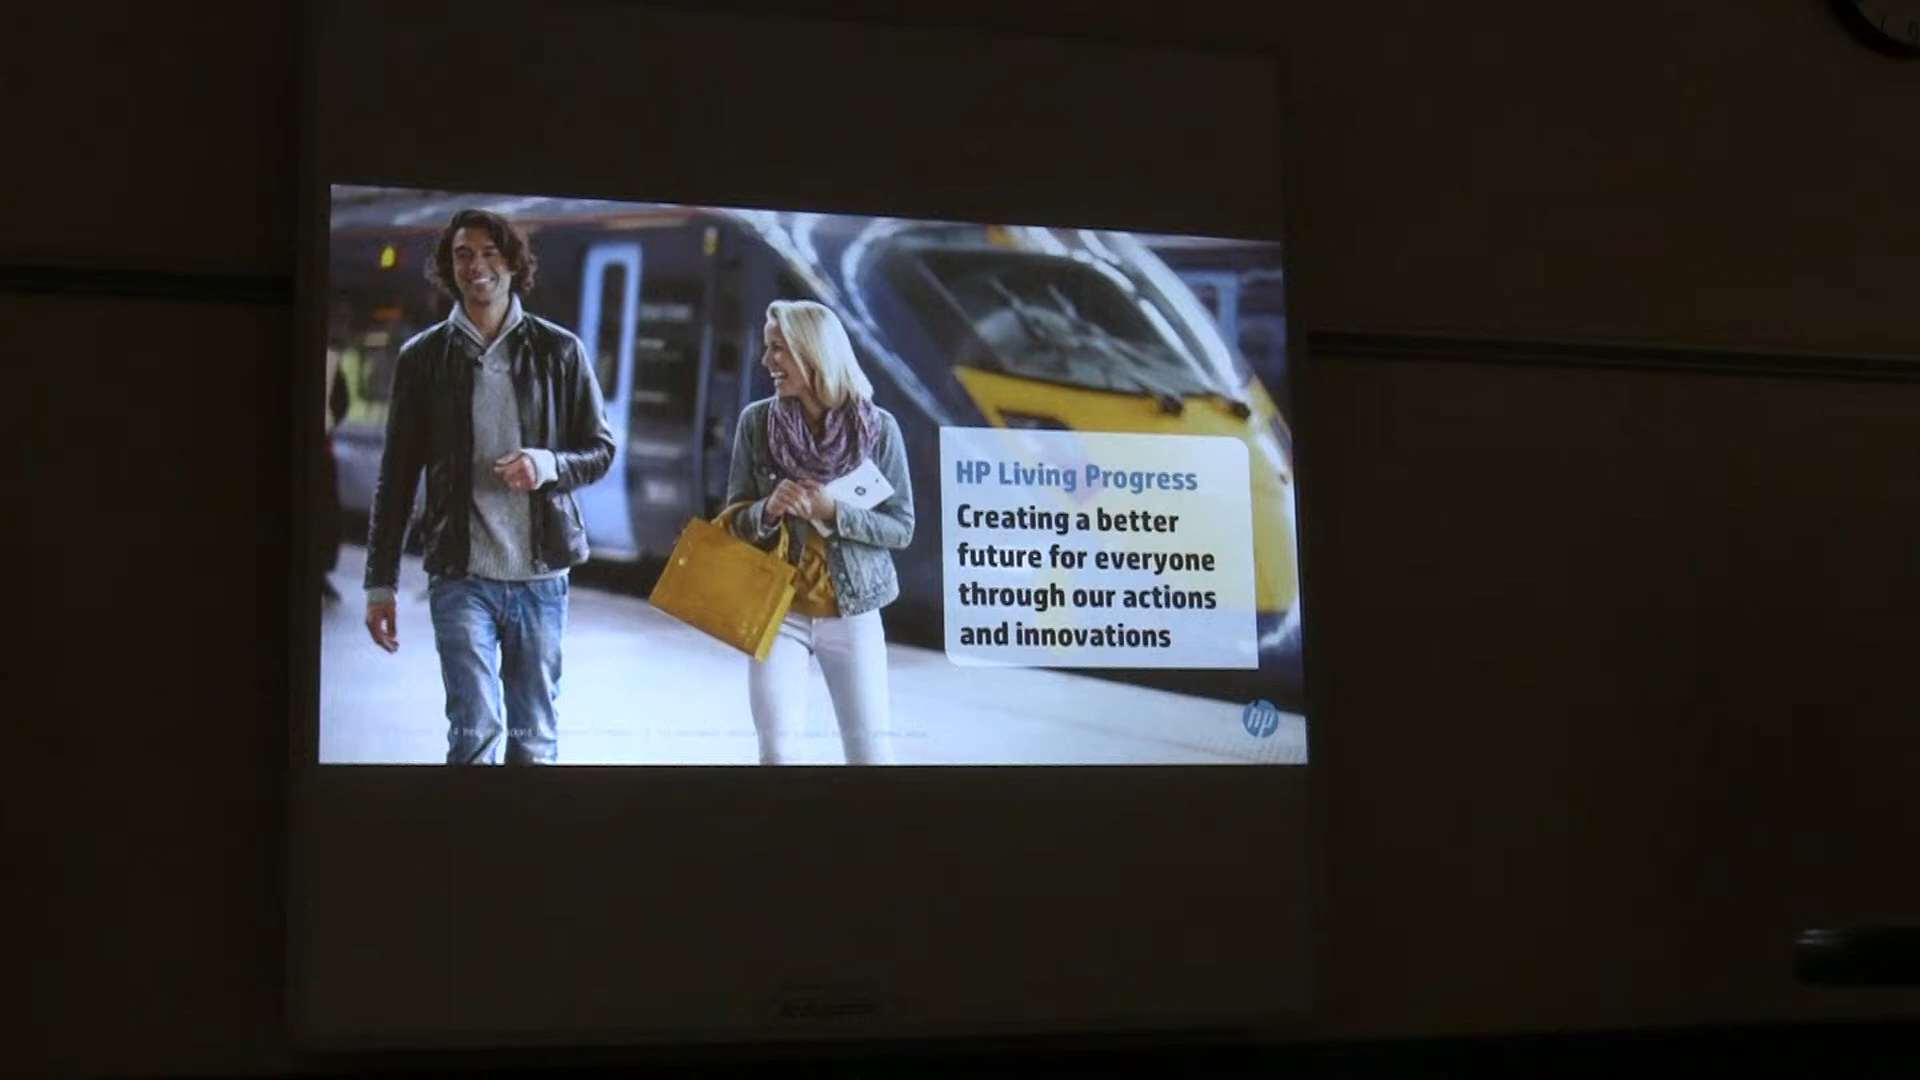 HP Living Progress
Creating a better
future for everyone
through our actions
and innovations
hp